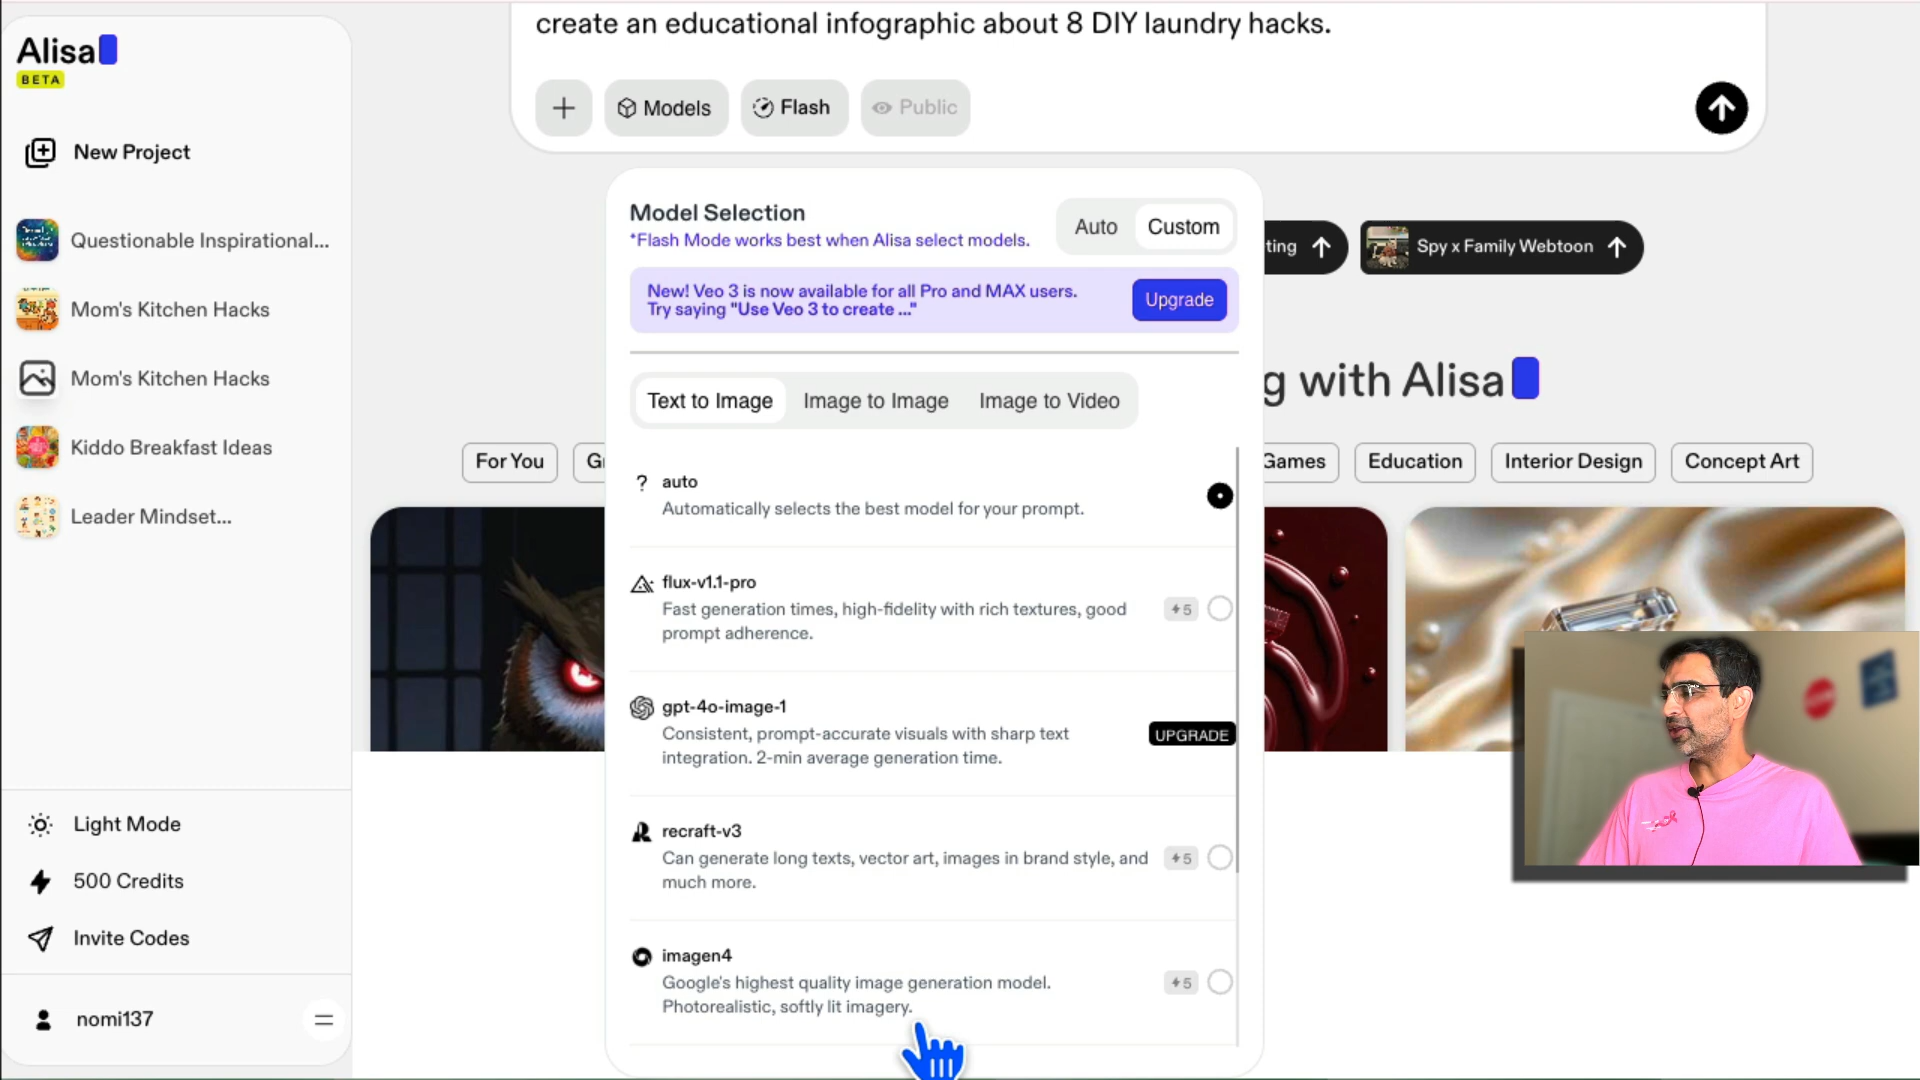 create an educational infographic about 8 DIY laundry hacks.
Models
Flash
Public
Alisa
BETA
New Project
Questionable Inspirational...
Mom's Kitchen Hacks
Mom's Kitchen Hacks
Kiddo Breakfast Ideas
Leader Mindset...
Light Mode
500 Credits
Invite Codes
nomi137
Model Selection
*Flash Mode works best when Alisa select models.
Auto
Custom
New! Veo 3 is now available for all Pro and MAX users.
Try saying "Use Veo 3 to create ..."
Upgrade
Text to Image
Image to Image
Image to Video
? auto
Automatically selects the best model for your prompt.
flux-v1.1-pro
Fast generation times, high-fidelity with rich textures, good
prompt adherence.
5
gpt-4o-image-1
Consistent, prompt-accurate visuals with sharp text
integration. 2-min average generation time.
UPGRADE
recraft-v3
Can generate long texts, vector art, images in brand style, and
much more.
5
imagen4
Google's highest quality image generation model.
Photorealistic, softly lit imagery.
5
ting
Spy x Family Webtoon
g with Alisa
For You
G
Games
Education
Interior Design
Concept Art